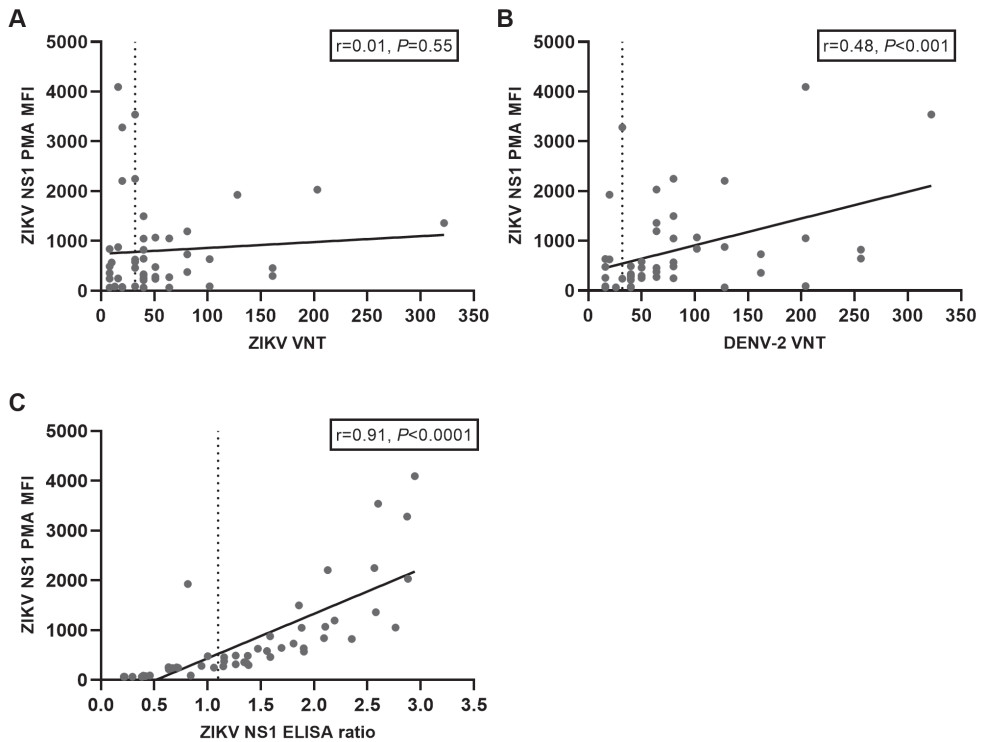 A
r=0.01, P=0.55
ZIKV NS1 PMA MFI
5000
4000
3000
2000
1000
0
0 50 100 150 200 250 300 350
ZIKV VNT
B
r=0.48, P<0.001
ZIKV NS1 PMA MFI
5000
4000
3000
2000
1000
0
0 50 100 150 200 250 300 350
DENV-2 VNT
C
r=0.91, P<0.0001
ZIKV NS1 PMA MFI
5000
4000
3000
2000
1000
0
0.0 0.5 1.0 1.5 2.0 2.5 3.0 3.5
ZIKV NS1 ELISA ratio